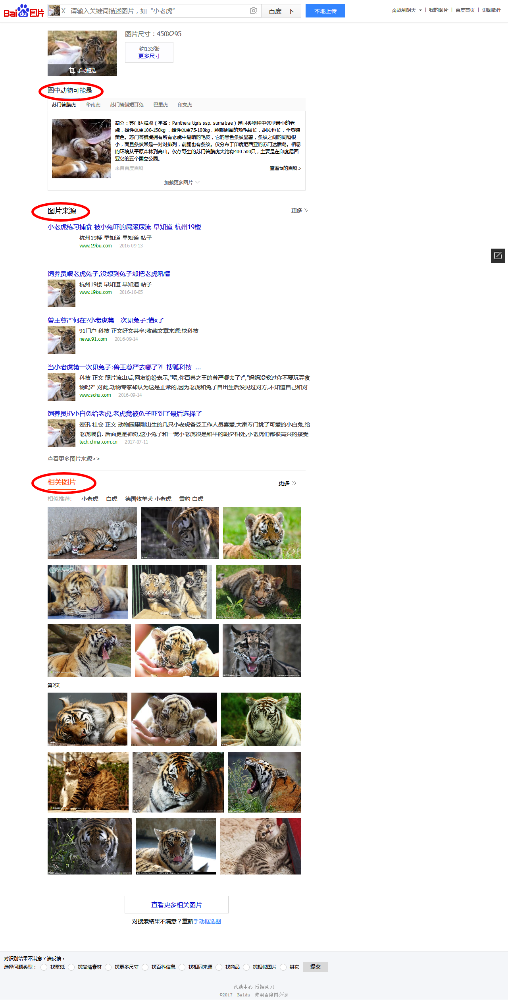 Bai du 图片
X 请输入关键词描述图片，如“小老虎”
百度一下
本地上传
奋战到明天 | 我的图片 | 百度首页 | 识图插件
图片尺寸：450X295
约133张
更多尺寸
手动框选
图中动物可能是
苏门答腊虎 华南虎 苏门答腊短耳兔 巴里虎 印支虎
简介：苏门达腊虎（学名：Panthera tigris ssp. sumatrae）是同类物种中体型最小的老
虎，雄性体重100-150kg ，雌性体重75-100kg，脸部周围的颊毛较长，胡须也长，全身鹅
黄色。苏门答腊虎拥有所有老虎中最暗的毛皮，它的黑色条纹显著，条纹之间的间隔很
小，而且条纹常是一对对排列，前腿也有条纹。仅分布于印度尼西亚的苏门达腊岛。栖息
的环境从平原森林到高山。仅存野生的苏门答腊虎大约有400-500只，主要是在印度尼西
亚岛的五个国立公园。
来自百度百科 查看ta的百科>
加载更多图片
图片来源 更多
小老虎练习捕食 被小兔吓的屁滚尿流-早知道-杭州19楼
杭州19楼 早知道 早知道 帖子
www.19lou.com 2016-09-13
饲养员喂老虎兔子,没想到兔子却把老虎吼懵
杭州19楼 早知道 早知道 帖子
www.19lou.com 2016-10-05
兽王尊严何在?小老虎第一次见兔子:懵x了
91门户 科技 正文好文共享:收藏文章来源:快科技
news.91.com 2016-09-14
当小老虎第一次见兔子:兽王尊严去哪了?!_搜狐科技_...
科技 正文 照片流出后,网友纷纷表示,"喂,你百兽之王的尊严哪去了?","妈妈没教过你不要玩弄食
物吗?" 对此,动物专家却认为这是正常的,因为老虎和兔子自出生后没见过对方,不知道自己和对
www.sohu.com 2016-09-14
饲养员扔小白兔给老虎,老虎竟被兔子吓到了最后选择了
资讯 社会 正文 动物园里刚出生的几只小老虎备受工作人员喜爱,大家专门挑了可爱的小白兔,给
老虎喂食. 后面更是神奇,这小兔子和一窝小老虎很是和平的朝夕相处,小老虎们都很高兴的接受
tech.china.com.cn 2017-07-11
查看更多图片来源>>
相关图片 更多
相似推荐: 小老虎 白虎 德国牧羊犬 小老虎 雪豹 白虎
第2页
查看更多相关图片
对搜索结果不满意？重新手动框选图
对识别结果不满意？请反馈：
选择问题类型： 找壁纸 找高清素材 找更多尺寸 找百科信息 找相同来源 找商品 找相似图片 其它 提交
帮助中心 反馈意见
©2017 Baidu 使用百度前必读